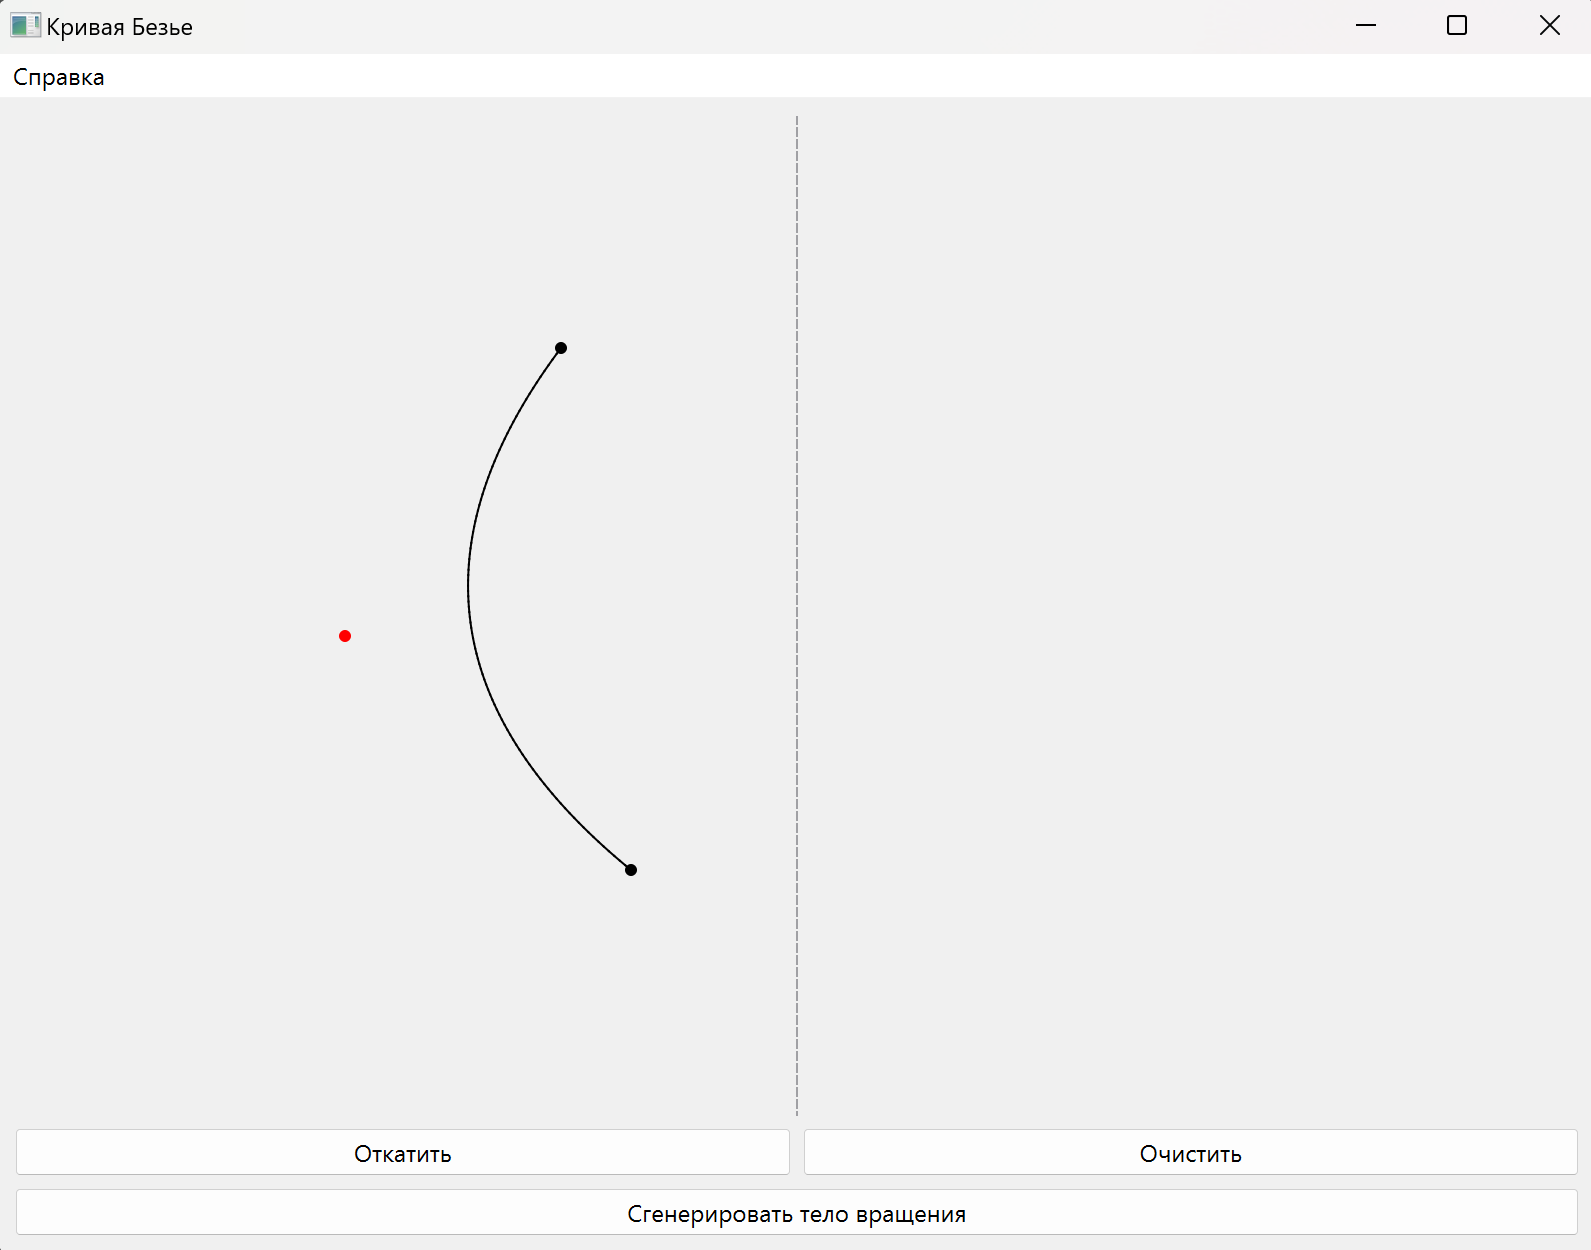 Кривая Безье
Справка
Откатить
Очистить
Сгенерировать тело вращения